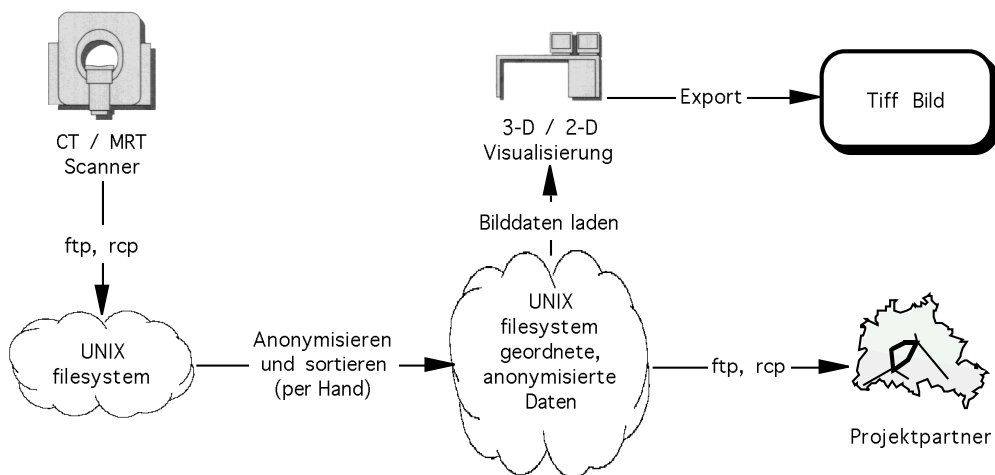 CT / MRT
Scanner
ftp, rcp
UNIX
filesystem
Anonymisieren
und sortieren
(per Hand)
3-D / 2-D
Visualisierung
Export
Tiff Bild
Bilddaten laden
UNIX
filesystem
geordnete,
anonymisierte
Daten
ftp, rcp
Projektpartner